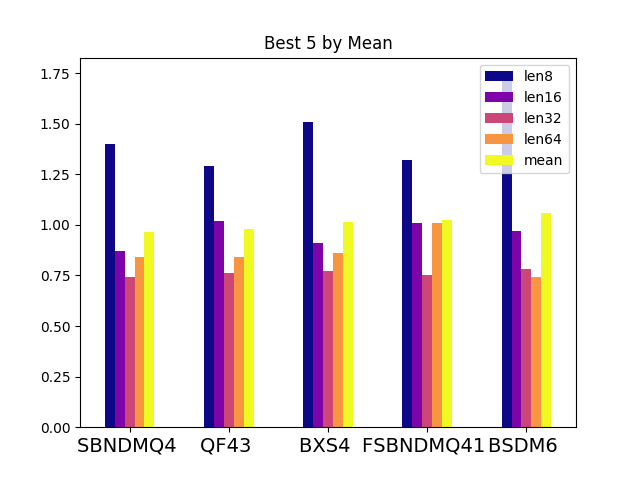 Best 5 by Mean
1.75
1.50
1.25
1.00
0.75
0.50
0.25
0.00
len8
len16
len32
len64
mean
SBNDMQ4 QF43 BXS4 FSBNDMQ41 BSDM6